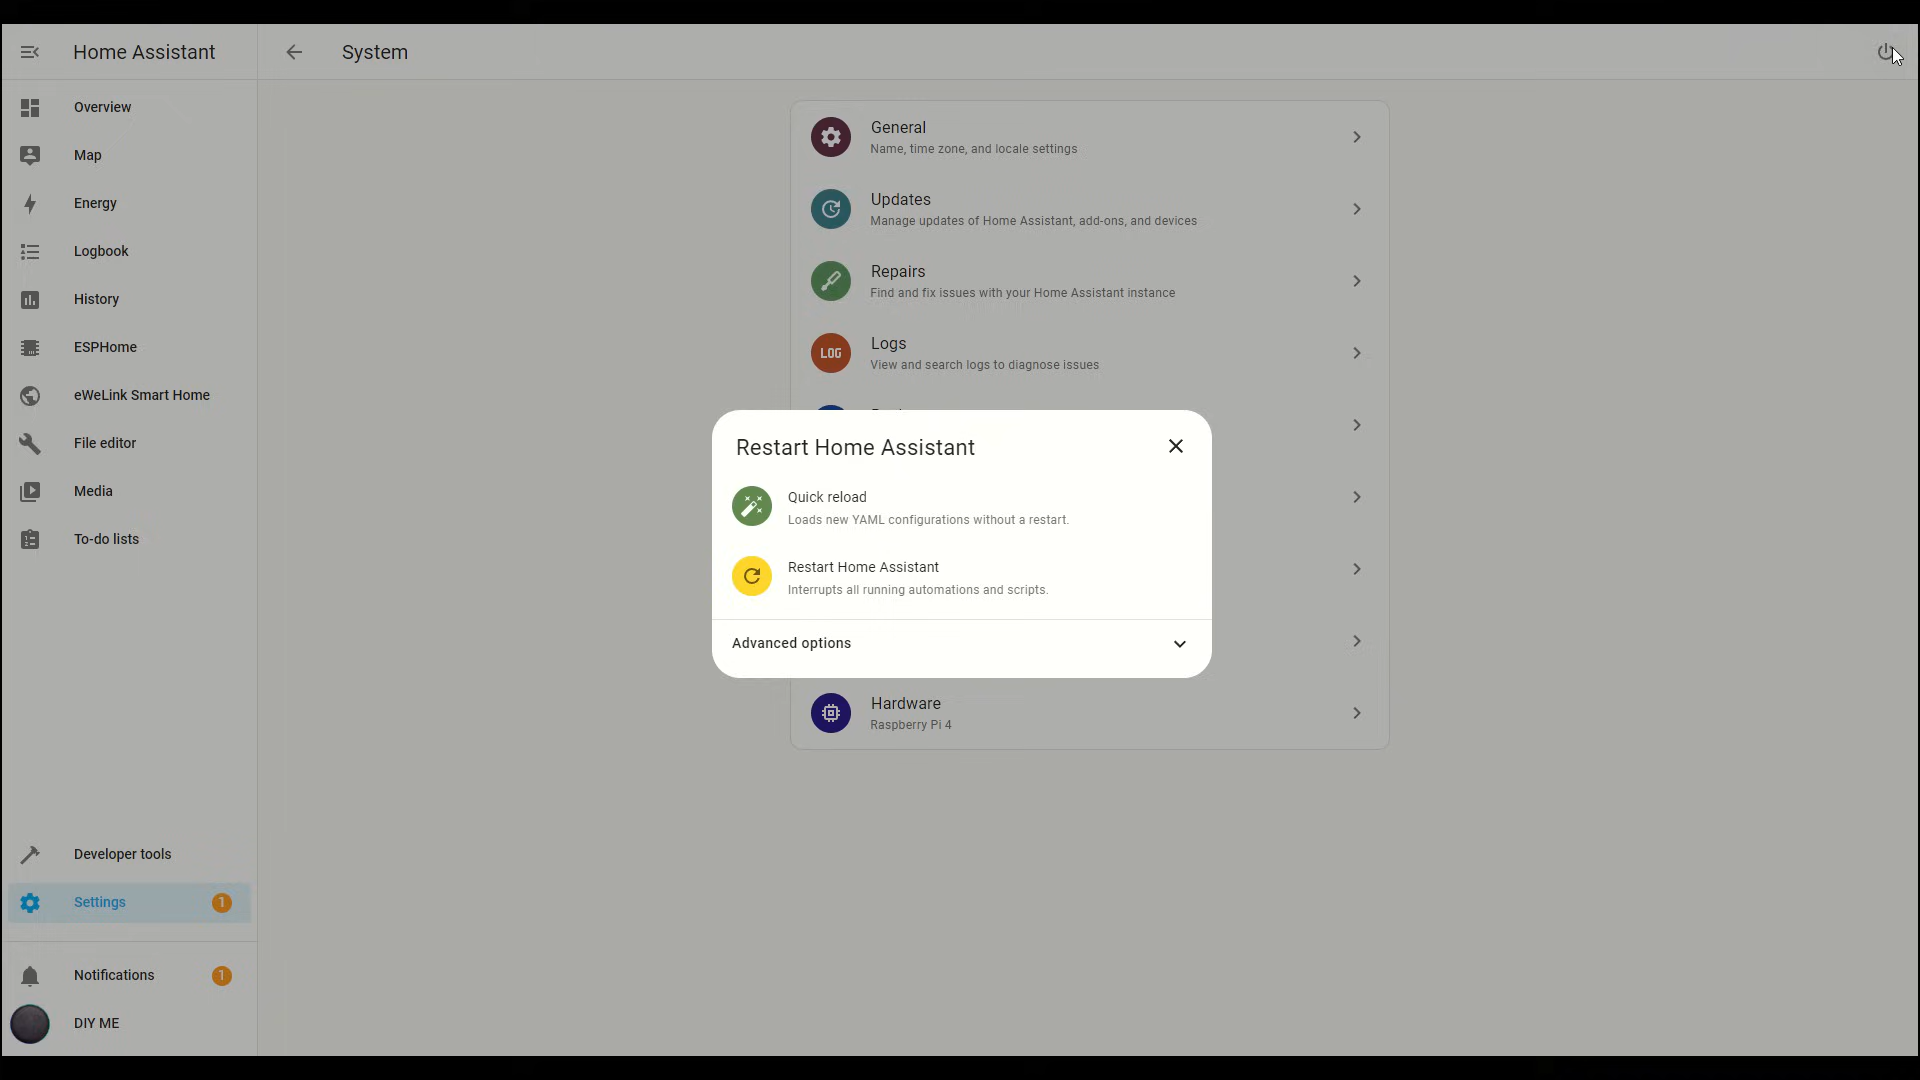 Home Assistant
System
Overview
Map
Energy
Logbook
History
ESPHome
eWeLink Smart Home
File editor
Media
To-do lists
Developer tools
Settings 1
Notifications 1
DIY ME
General
Name, time zone, and locale settings
Updates
Manage updates of Home Assistant, add-ons, and devices
Repairs
Find and fix issues with your Home Assistant instance
LOG
Logs
View and search logs to diagnose issues
Restart Home Assistant
Quick reload
Loads new YAML configurations without a restart.
Restart Home Assistant
Interrupts all running automations and scripts.
Advanced options
Hardware
Raspberry Pi 4